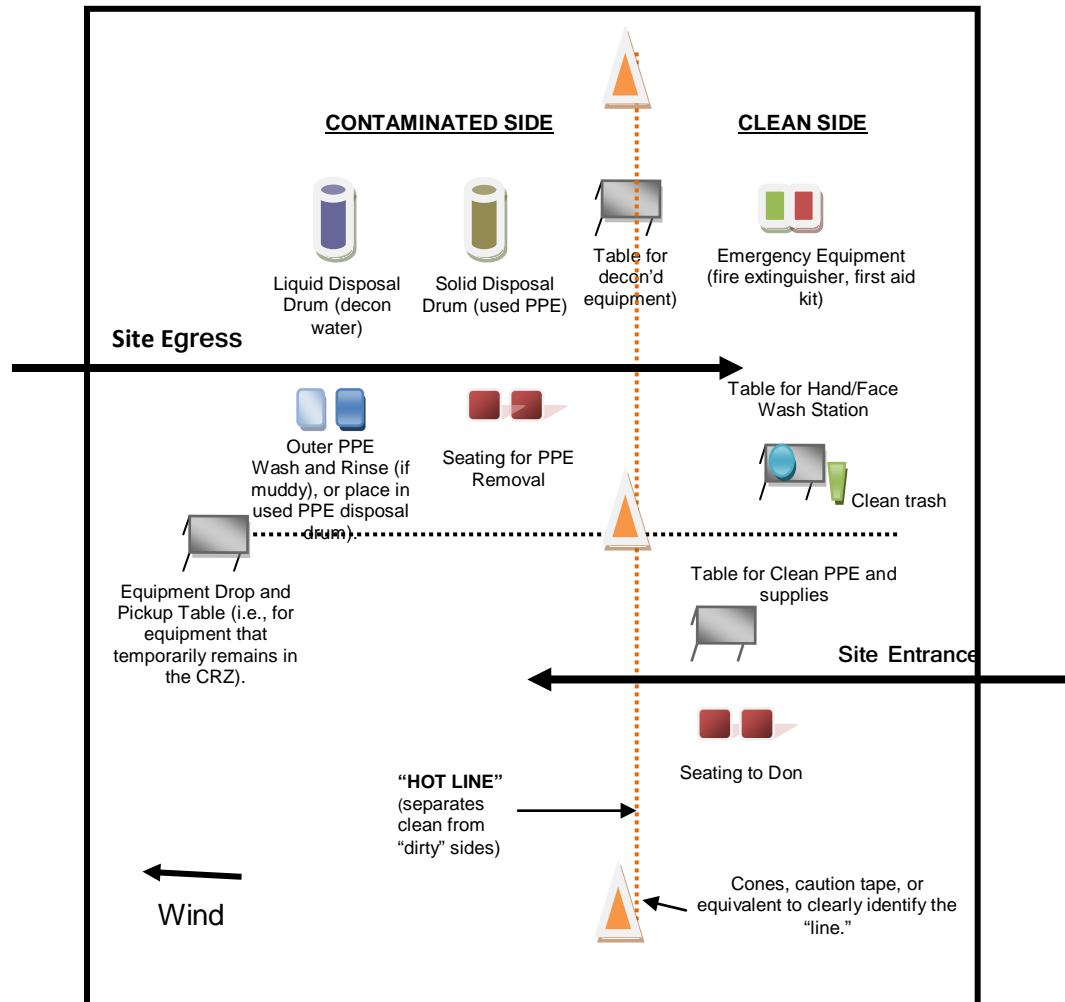 CONTAMINATED SIDE
CLEAN SIDE
Liquid Disposal
Drum (decon
water)
Solid Disposal
Drum (used PPE)
Table for
decon’d
equipment)
Emergency Equipment
(fire extinguisher, first aid
kit)
Site Egress
Outer PPE
Wash and Rinse (if
muddy), or place in
used PPE disposal
drum).
Seating for PPE
Removal
Table for Hand/Face
Wash Station
Clean trash
Equipment Drop and
Pickup Table (i.e., for
equipment that
temporarily remains in
the CRZ).
Table for Clean PPE and
supplies
Site Entrance
Seating to Don
“HOT LINE”
(separates
clean from
“dirty” sides)
Wind
Cones, caution tape, or
equivalent to clearly identify the
“line.”